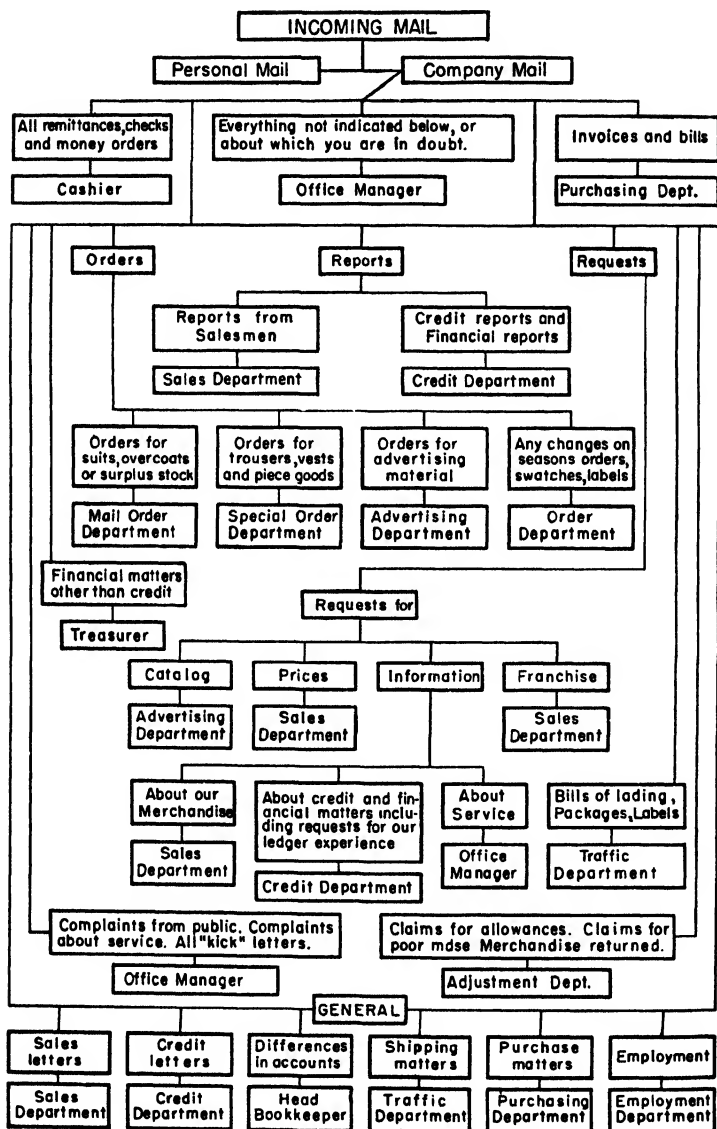 INCOMING MAIL
Personal Mail
Company Mail
All remittances, checks
and money orders
Everything not indicated below, or
about which you are in doubt.
Invoices and bills
Cashier
Office Manager
Purchasing Dept.
Orders
Reports
Requests
Reports from
Salesmen
Credit reports and
Financial reports
Sales Department
Credit Department
Orders for
suits, overcoats
or surplus stock
Orders for
trousers, vests
and piece goods
Orders for
advertising
material
Any changes on
seasons orders,
swatches, labels
Mail Order
Department
Special Order
Department
Advertising
Department
Order
Department
Financial matters
other than credit
Treasurer
Requests for
Catalog
Prices
Information
Franchise
Advertising
Department
Sales
Department
Sales
Department
About our
Merchandise
About credit and fin-
ancial matters including
requests for our
ledger experience
About
Service
Bills of lading,
Packages, Labels
Sales
Department
Credit Department
Office
Manager
Traffic
Department
Complaints from public. Complaints
about service. All "kick" letters.
Claims for allowances. Claims for
poor mdse Merchandise returned.
Office Manager
Adjustment Dept.
GENERAL
Sales
letters
Credit
letters
Differences
in accounts
Shipping
matters
Purchase
matters
Employment
Sales
Department
Credit
Department
Head
Bookkeeper
Traffic
Department
Purchasing
Department
Employment
Department